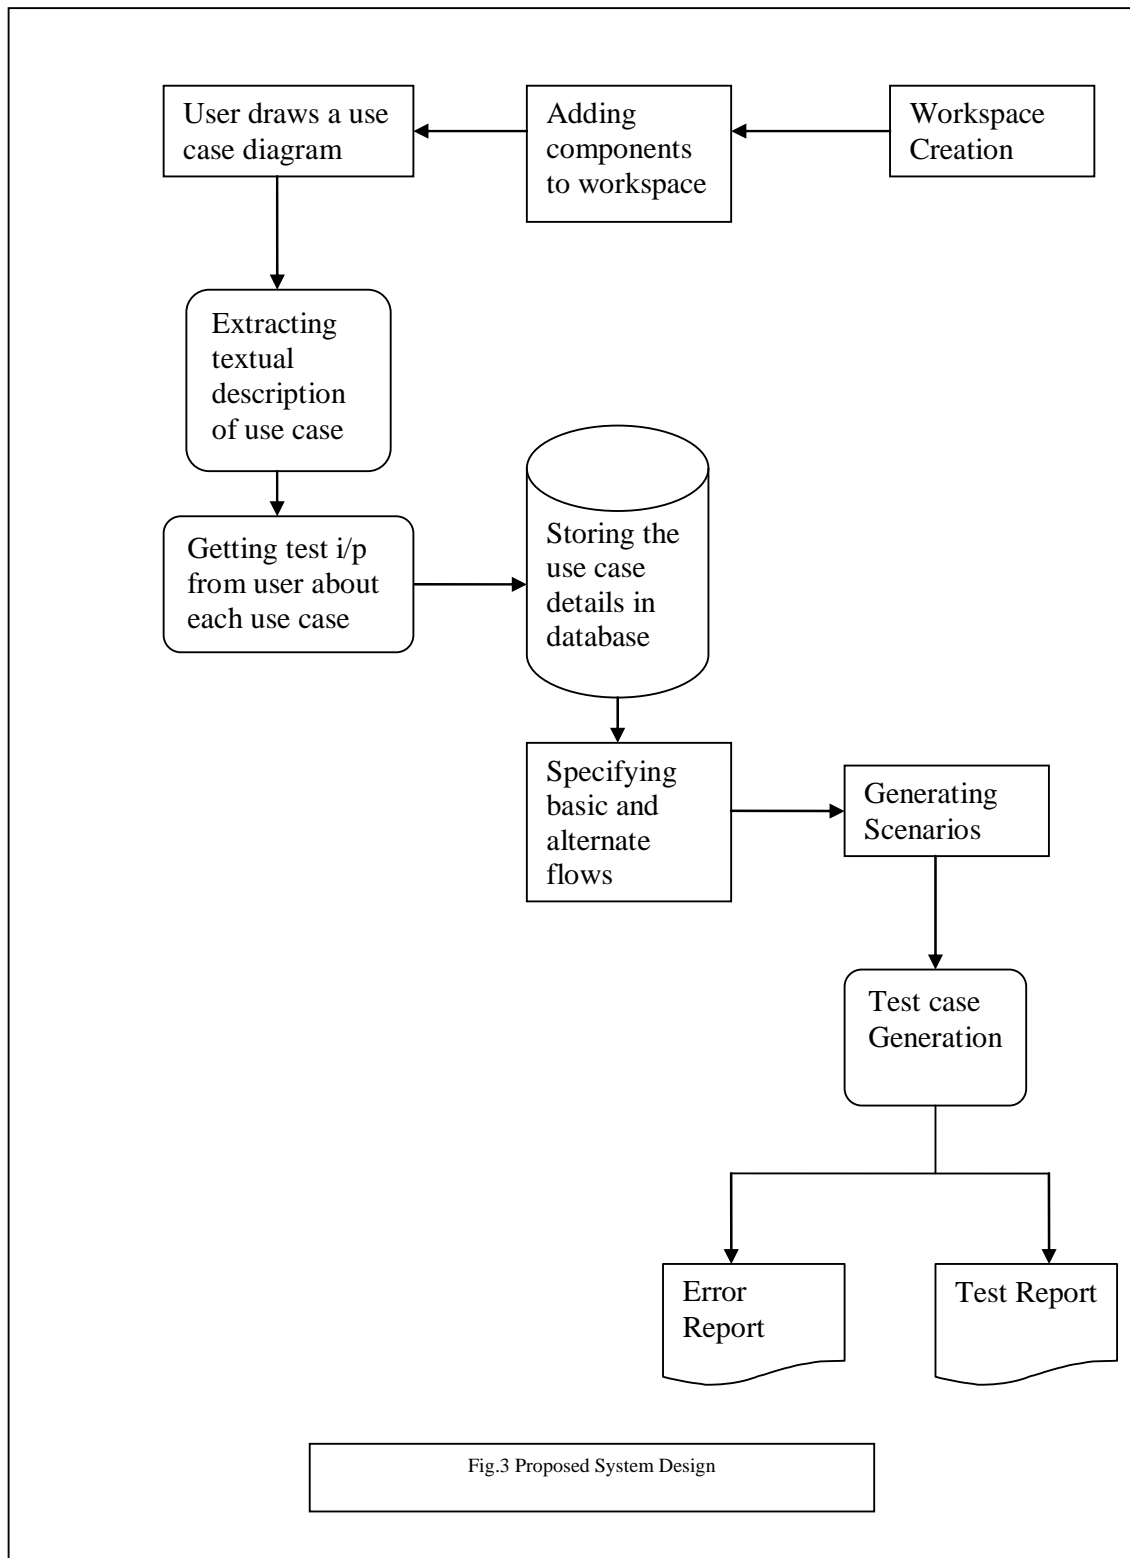 User draws a use
case diagram
Adding
components
to workspace
Workspace
Creation
Extracting
textual
description
of use case
Getting test i/p
from user about
each use case
Storing the
use case
details in
database
Specifying
basic and
alternate
flows
Generating
Scenarios
Test case
Generation
Error
Report
Test Report
Fig.3 Proposed System Design